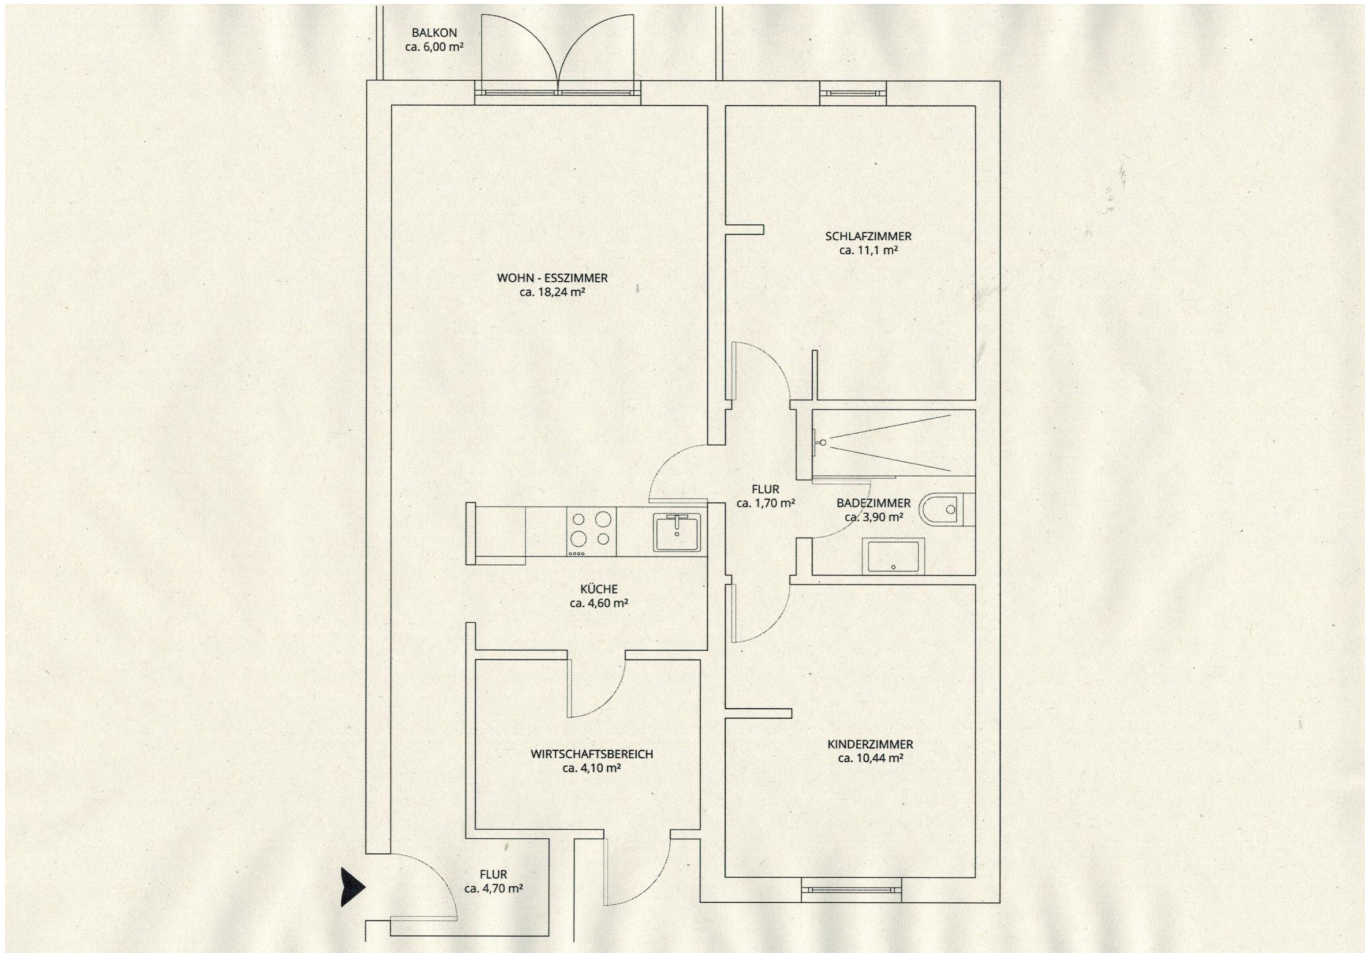 BALKON
ca. 6,00 m²
SCHLAFZIMMER
ca. 11,1 m²
WOHN - ESSZIMMER
ca. 18,24 m²
FLUR
ca. 1,70 m²
BADEZIMMER
ca. 3,90 m²
KÜCHE
ca. 4,60 m²
KINDERZIMMER
ca. 10,44 m²
WIRTSCHAFTSBEREICH
ca. 4,10 m²
FLUR
ca. 4,70 m²